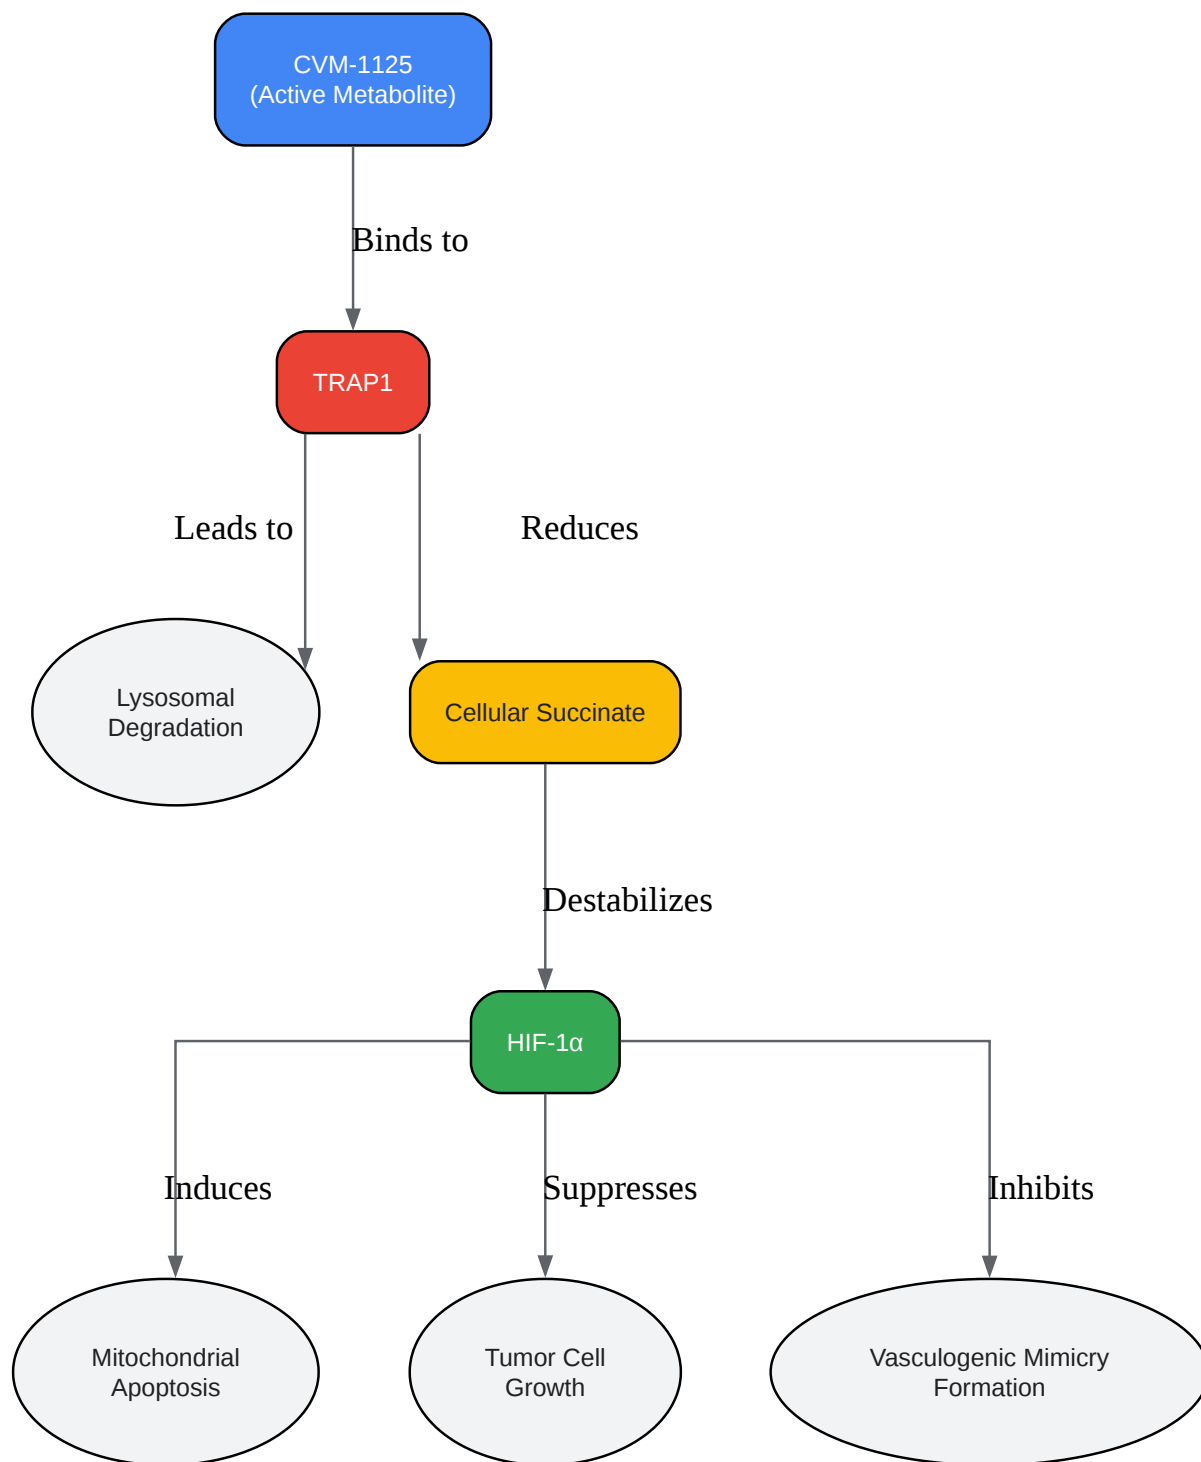 CVM-1125
(Active Metabolite)
Binds to
TRAP1
Leads to
Reduces
Lysosomal
Degradation
Cellular Succinate
Destabilizes
HIF-1α
Induces
Suppresses
Inhibits
Mitochondrial
Apoptosis
Tumor Cell
Growth
Vasculogenic Mimicry
Formation